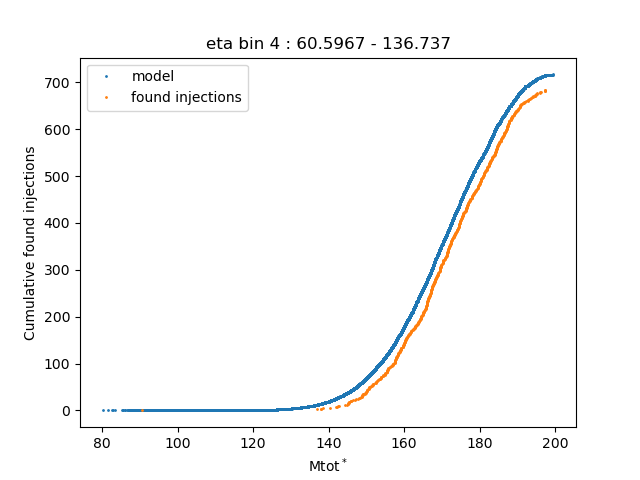 eta bin 4 : 60.5967 - 136.737
model
found injections
Cumulative found injections
700
600
500
400
300
200
100
0
80 100 120 140 160 180 200
Mtot*